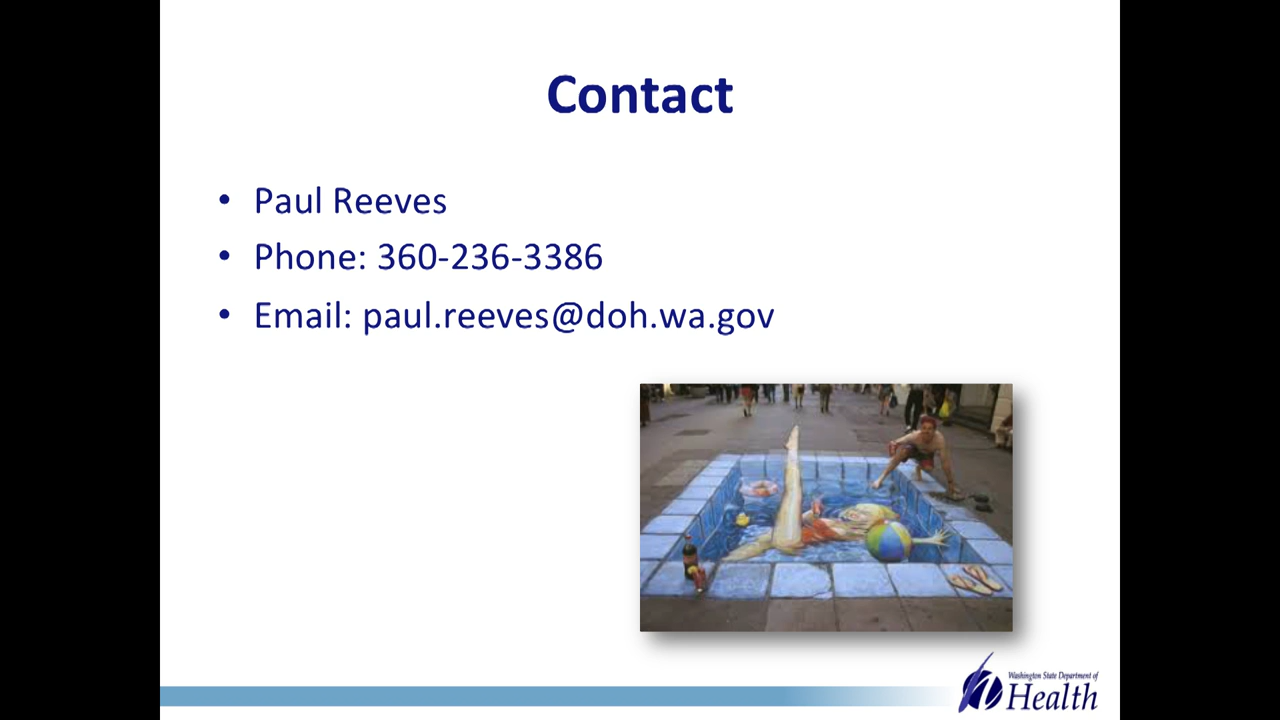 Contact
• Paul Reeves
• Phone: 360-236-3386
• Email: paul.reeves@doh.wa.gov
Washington State Department of
Health